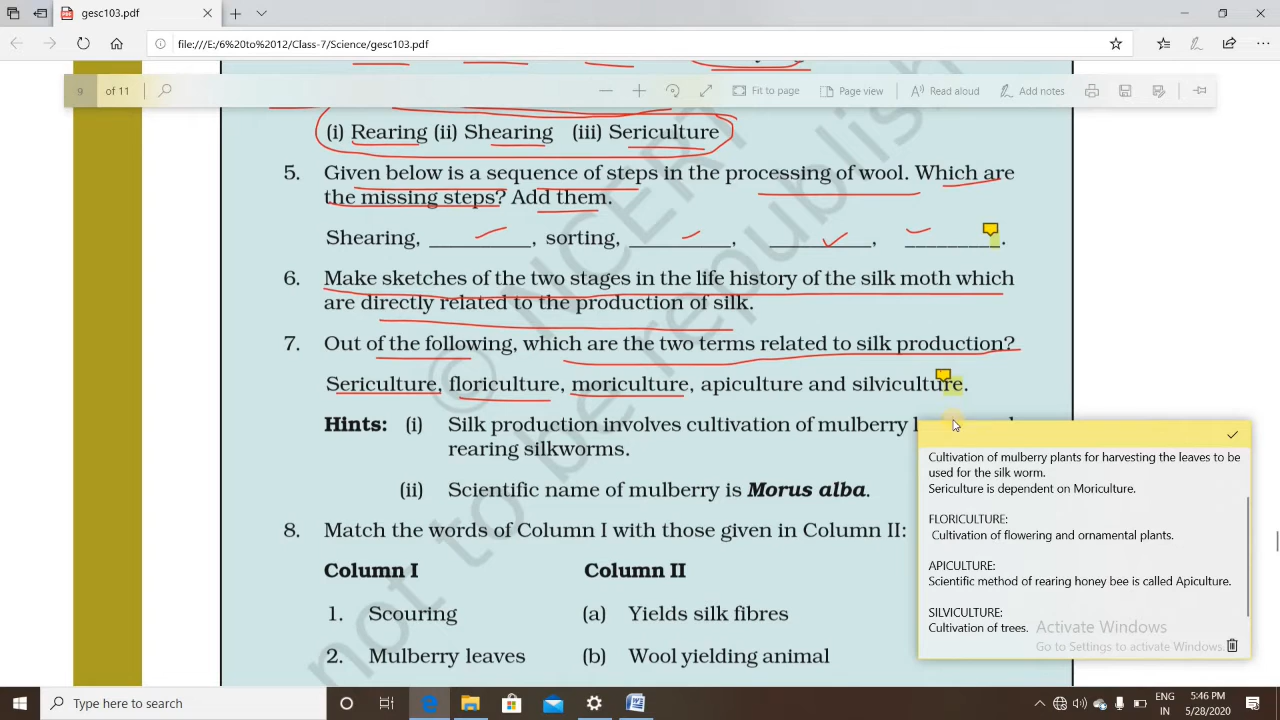 gesc103.pdf
file:///E:/6%20to%2012/Class-7/Science/gesc103.pdf
9 of 11
Fit to page
Page view
Read aloud
Add notes
(i) Rearing (ii) Shearing (iii) Sericulture
5. Given below is a sequence of steps in the processing of wool. Which are
the missing steps? Add them.
Shearing, __________, sorting, __________, __________, _________.
6. Make sketches of the two stages in the life history of the silk moth which
are directly related to the production of silk.
7. Out of the following, which are the two terms related to silk production?
Sericulture, floriculture, moriculture, apiculture and silviculture.
Hints: (i) Silk production involves cultivation of mulberry
rearing silkworms.
(ii) Scientific name of mulberry is Morus alba.
8. Match the words of Column I with those given in Column II:
Column I Column II
1. Scouring (a) Yields silk fibres
2. Mulberry leaves (b) Wool yielding animal
Cultivation of mulberry plants for harvesting the leaves to be
used for the silk worm.
Sericulture is dependent on Moriculture.
FLORICULTURE:
Cultivation of flowering and ornamental plants.
APICULTURE:
Scientific method of rearing honey bee is called Apiculture.
SILVICULTURE:
Cultivation of trees.
Activate Windows
Go to Settings to activate Windows.
© NCERT
not to be republish
Type here to search
ENG
IN
5:46 PM
5/28/2020